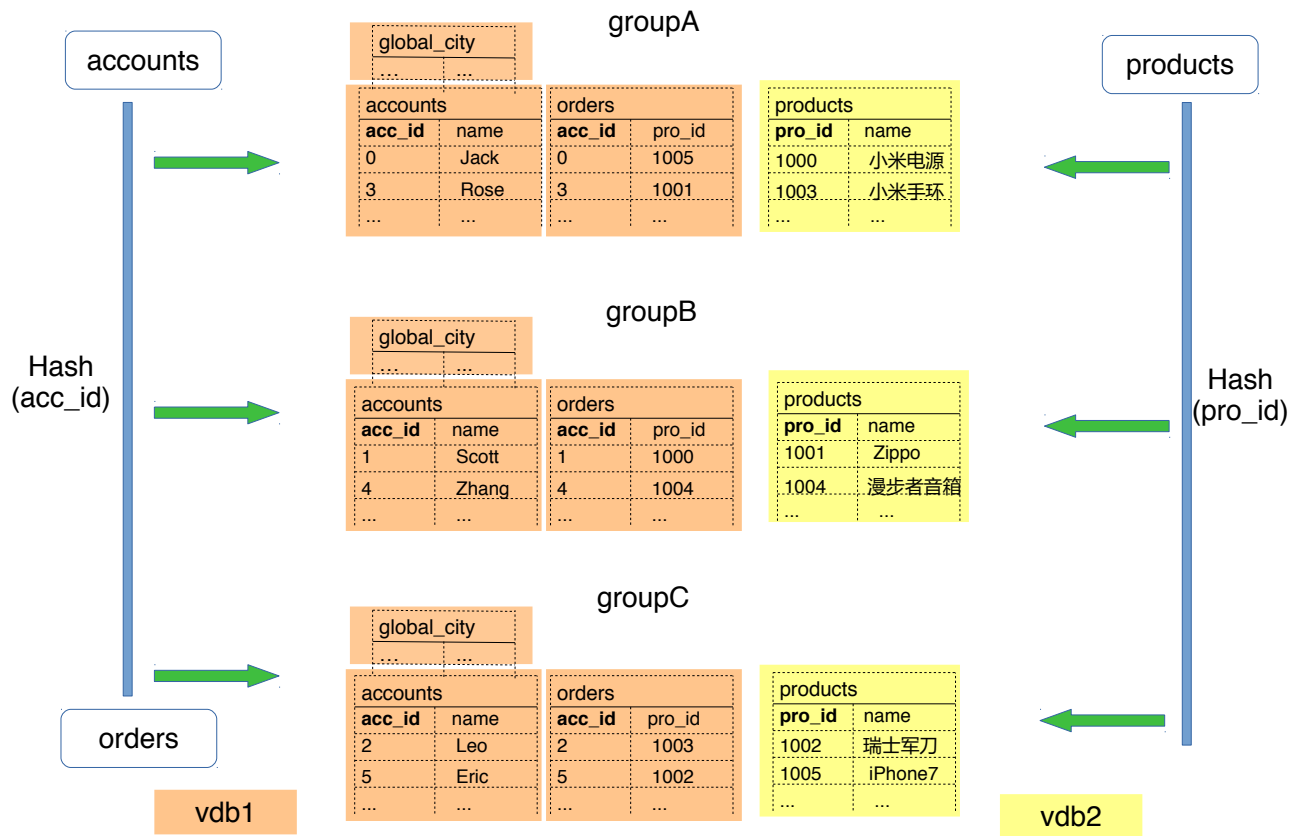 groupA
accounts
products
global_city
... ...
accounts
acc_id name
0 Jack
3 Rose
... ...
orders
acc_id pro_id
0 1005
3 1001
products
pro_id name
1000 小米电源
1003 小米手环
... ...
groupB
Hash
(acc_id)
Hash
(pro_id)
global_city
... ...
accounts
acc_id name
1 Scott
4 Zhang
... ...
orders
acc_id pro_id
1 1000
4 1004
products
pro_id name
1001 Zippo
1004 漫步者音箱
... ...
groupC
global_city
... ...
accounts
acc_id name
2 Leo
5 Eric
... ...
orders
acc_id pro_id
2 1003
5 1002
products
pro_id name
1002 瑞士军刀
1005 iPhone7
... ...
orders
vdb1
vdb2